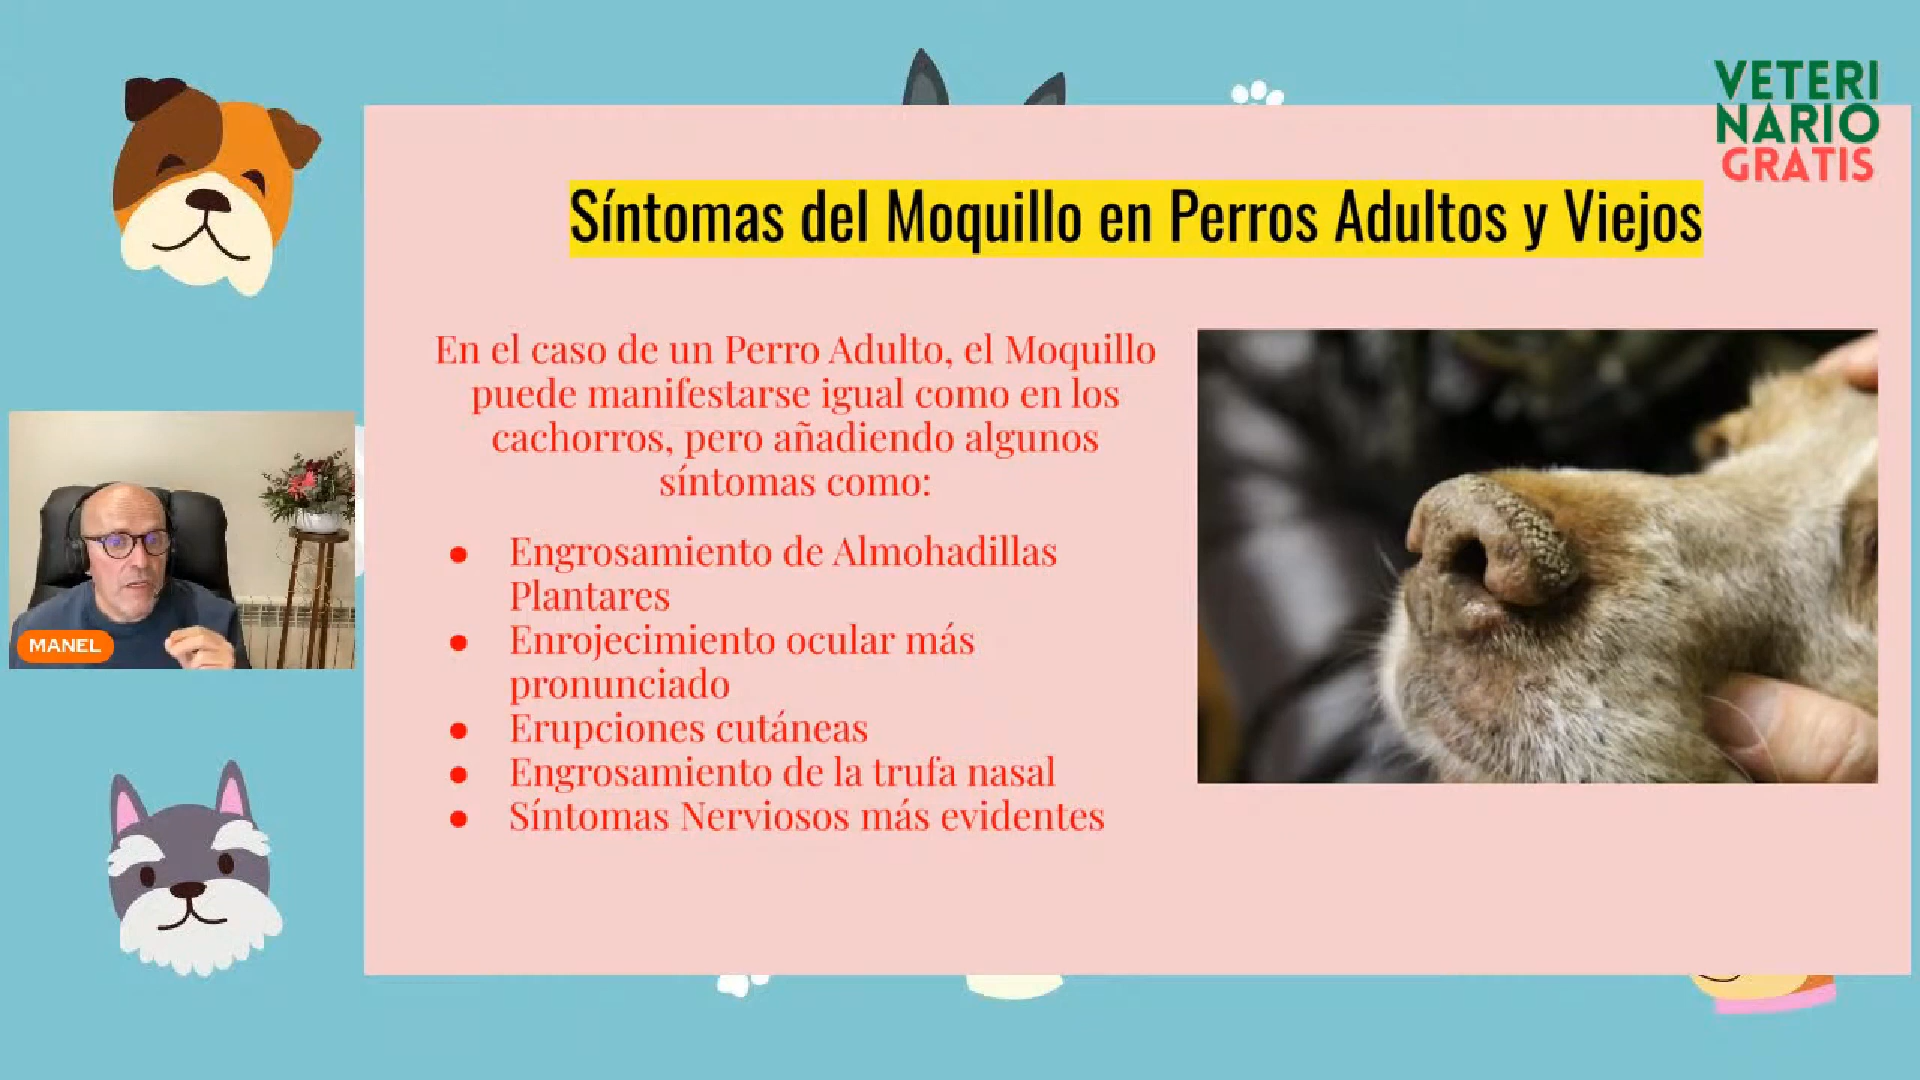 VETERI
NARIO
GRATIS
Síntomas del Moquillo en Perros Adultos y Viejos
En el caso de un Perro Adulto, el Moquillo
puede manifestarse igual como en los
cachorros, pero añadiendo algunos
síntomas como:
● Engrosamiento de Almohadillas
Plantares
● Enrojecimiento ocular más
pronunciado
● Erupciones cutáneas
● Engrosamiento de la trufa nasal
● Síntomas Nerviosos más evidentes
MANEL